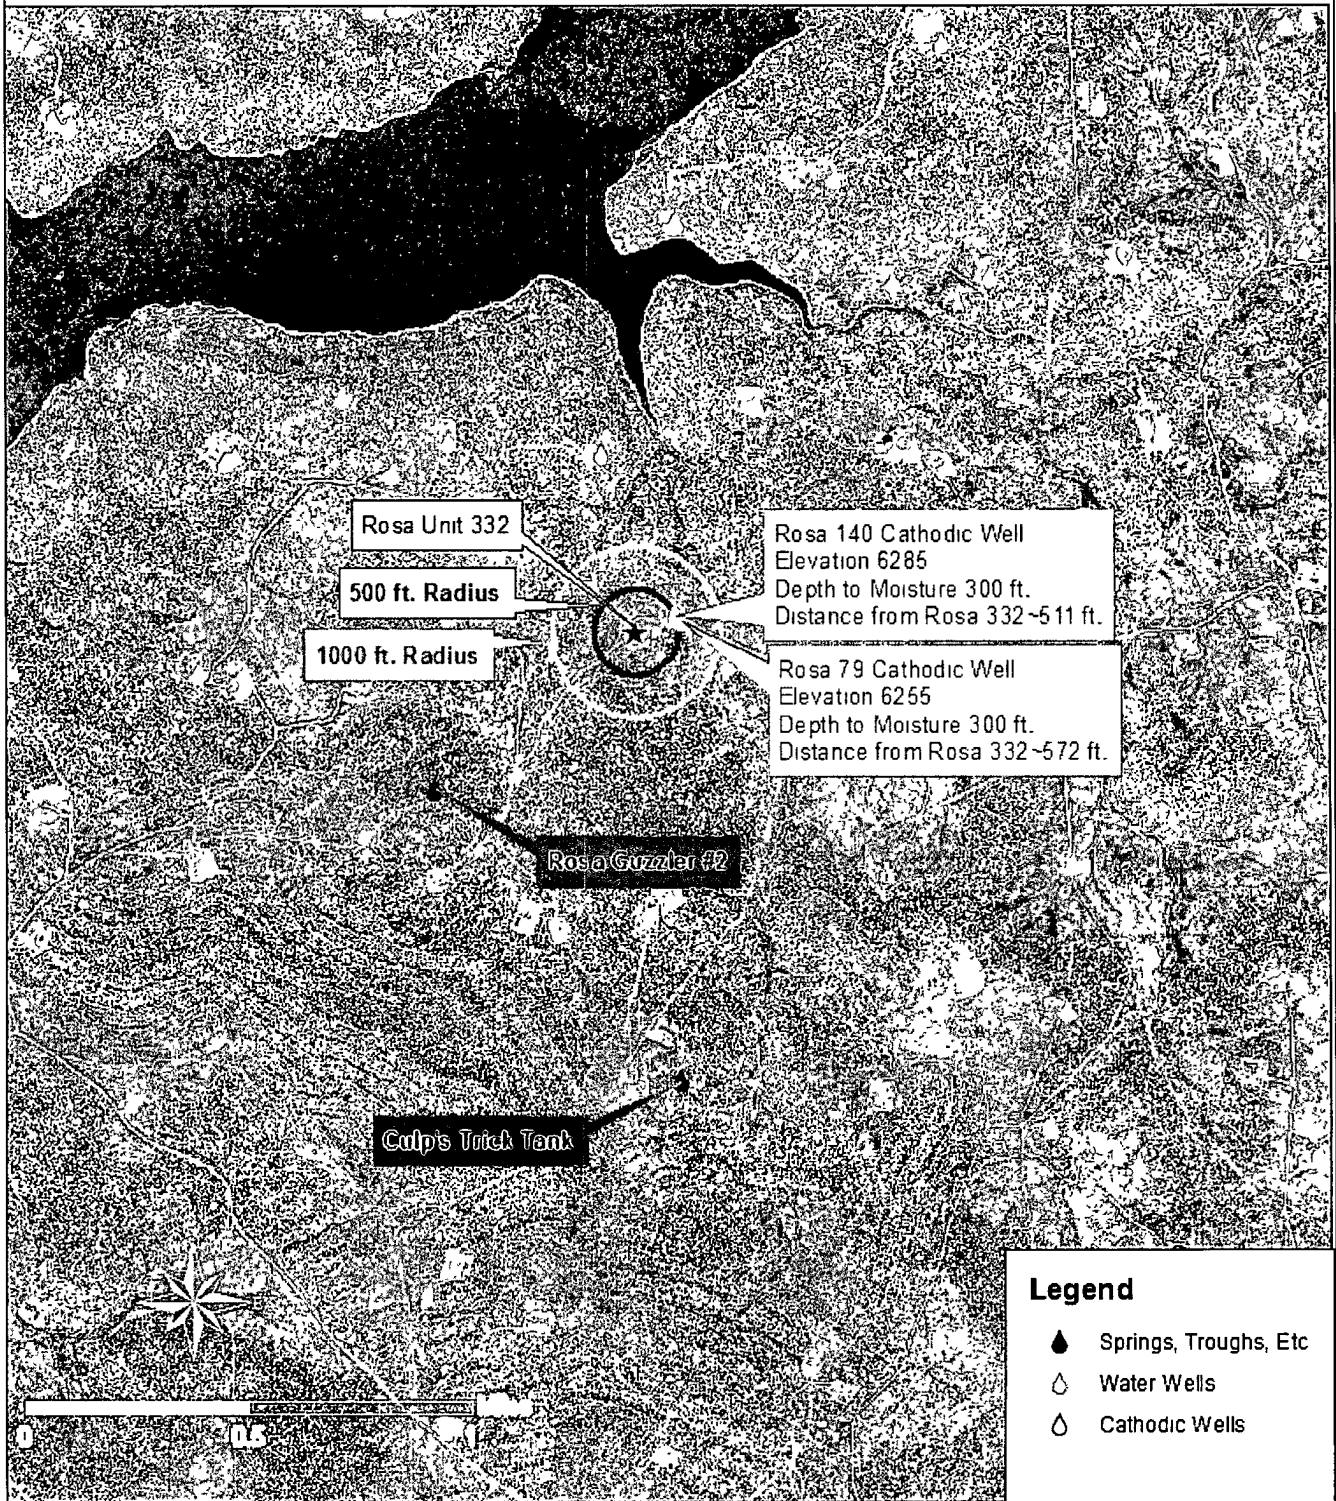 Rosa Unit 332
500 ft. Radius
1000 ft. Radius
Rosa 140 Cathodic Well
Elevation 6285
Depth to Moisture 300 ft.
Distance from Rosa 332~511 ft.
Rosa 79 Cathodic Well
Elevation 6255
Depth to Moisture 300 ft.
Distance from Rosa 332~572 ft.
Rosa Guzzler #2
Culp's Trick Tank
0 0.5 1
Legend
Springs, Troughs, Etc
Water Wells
Cathodic Wells